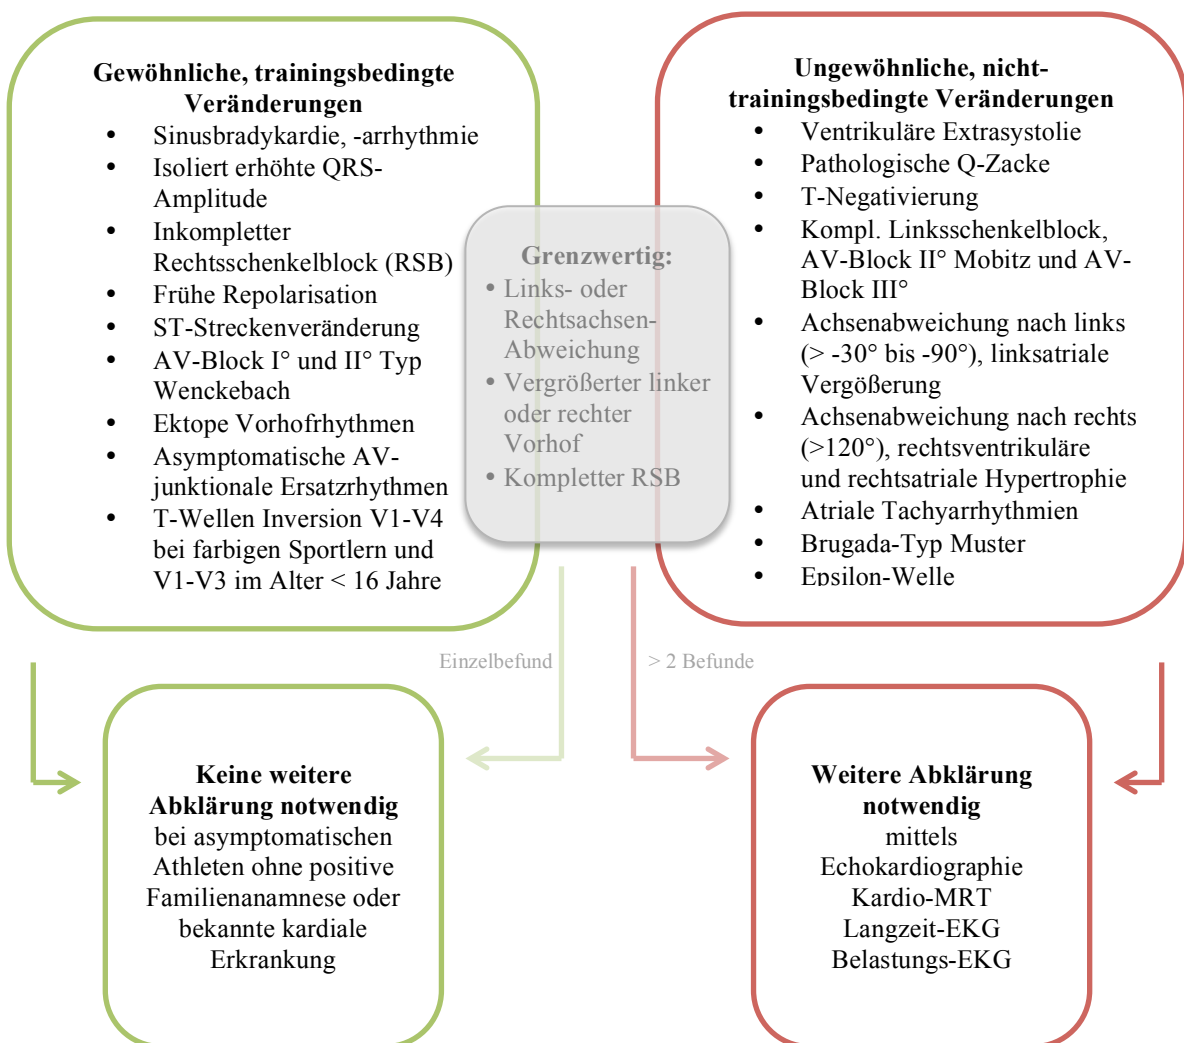 Gewöhnliche, trainingsbedingte
Veränderungen
• Sinusbradykardie, -arrhythmie
• Isoliert erhöhte QRS-
Amplitude
• Inkompletter
Rechtsschenkelblock (RSB)
• Frühe Repolarisation
• ST-Streckenveränderung
• AV-Block I° und II° Typ
Wenckebach
• Ektope Vorhofrhythmen
• Asymptomatische AV-
junktionale Ersatzrhythmen
• T-Wellen Inversion V1-V4
bei farbigen Sportlern und
V1-V3 im Alter < 16 Jahre
Grenzwertig:
• Links- oder
Rechtsachsen-
Abweichung
• Vergrößerter linker
oder rechter
Vorhof
• Kompletter RSB
Ungewöhnliche, nicht-
trainingsbedingte Veränderungen
• Ventrikuläre Extrasystolie
• Pathologische Q-Zacke
• T-Negativierung
• Kompl. Linksschenkelblock,
AV-Block II° Mobitz und AV-
Block III°
• Achsenabweichung nach links
(> -30° bis -90°), linksatriale
Vergößerung
• Achsenabweichung nach rechts
(>120°), rechtsventrikuläre
und rechtsatriale Hypertrophie
• Atriale Tachyarrhythmien
• Brugada-Typ Muster
• Epsilon-Welle
Einzelbefund
> 2 Befunde
Keine weitere
Abklärung notwendig
bei asymptomatischen
Athleten ohne positive
Familienanamnese oder
bekannte kardiale
Erkrankung
Weitere Abklärung
notwendig
mittels
Echokardiographie
Kardio-MRT
Langzeit-EKG
Belastungs-EKG